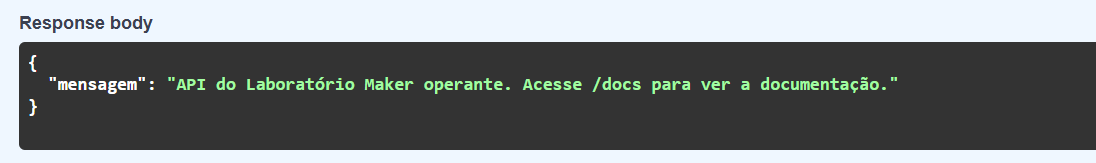 Response body
{
"mensagem": "API do Laboratório Maker operante. Acesse /docs para ver a documentação."
}